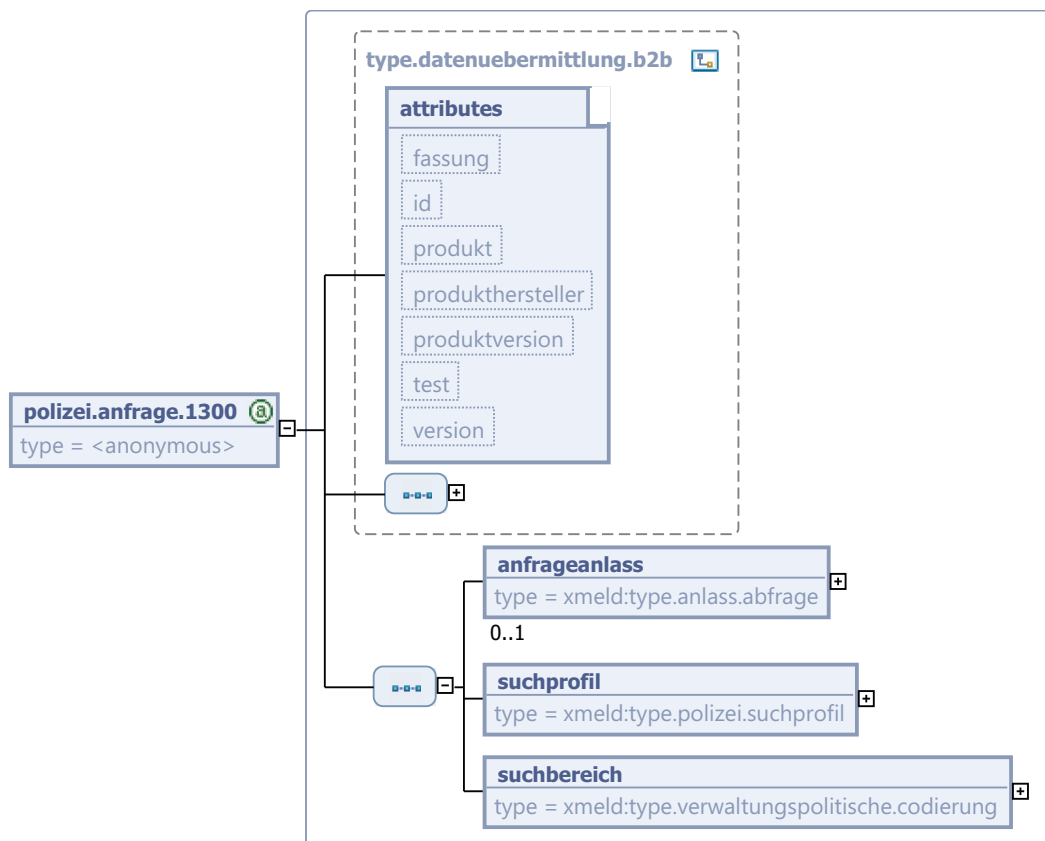 type.datenuebermittlung.b2b
attributes
fassung
id
produkt
produkthersteller
produktversion
test
version
polizei.anfrage.1300
type = <anonymous>
anfrageanlass
type = xmeld:type.anlass.abfrage
0..1
suchprofil
type = xmeld:type.polizei.suchprofil
suchbereich
type = xmeld:type.verwaltungspolitische.codierung